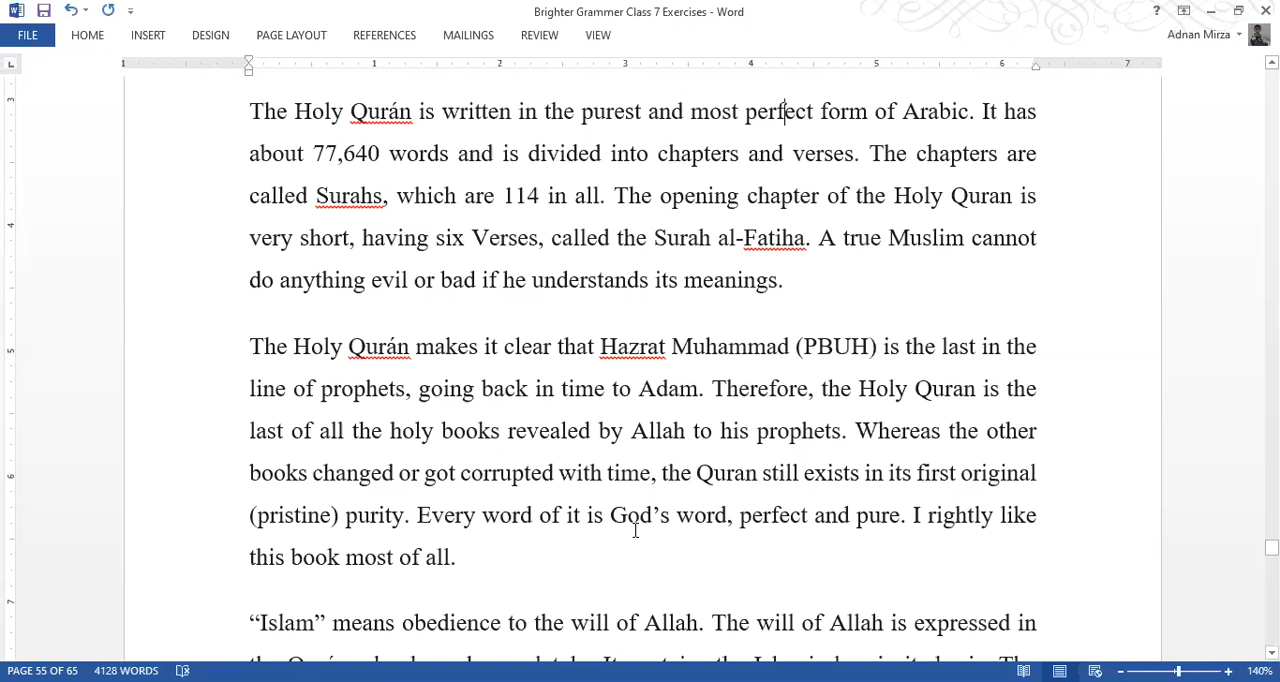 Brighter Grammer Class 7 Exercises - Word
?
FILE HOME INSERT DESIGN PAGE LAYOUT REFERENCES MAILINGS REVIEW VIEW Adnan Mirza
1 1 2 3 4 5 6 7
The Holy Qurán is written in the purest and most perfect form of Arabic. It has
about 77,640 words and is divided into chapters and verses. The chapters are
called Surahs, which are 114 in all. The opening chapter of the Holy Quran is
very short, having six Verses, called the Surah al-Fatiha. A true Muslim cannot
do anything evil or bad if he understands its meanings.
The Holy Qurán makes it clear that Hazrat Muhammad (PBUH) is the last in the
line of prophets, going back in time to Adam. Therefore, the Holy Quran is the
last of all the holy books revealed by Allah to his prophets. Whereas the other
books changed or got corrupted with time, the Quran still exists in its first original
(pristine) purity. Every word of it is God’s word, perfect and pure. I rightly like
this book most of all.
“Islam” means obedience to the will of Allah. The will of Allah is expressed in
PAGE 55 OF 65 4128 WORDS 140%